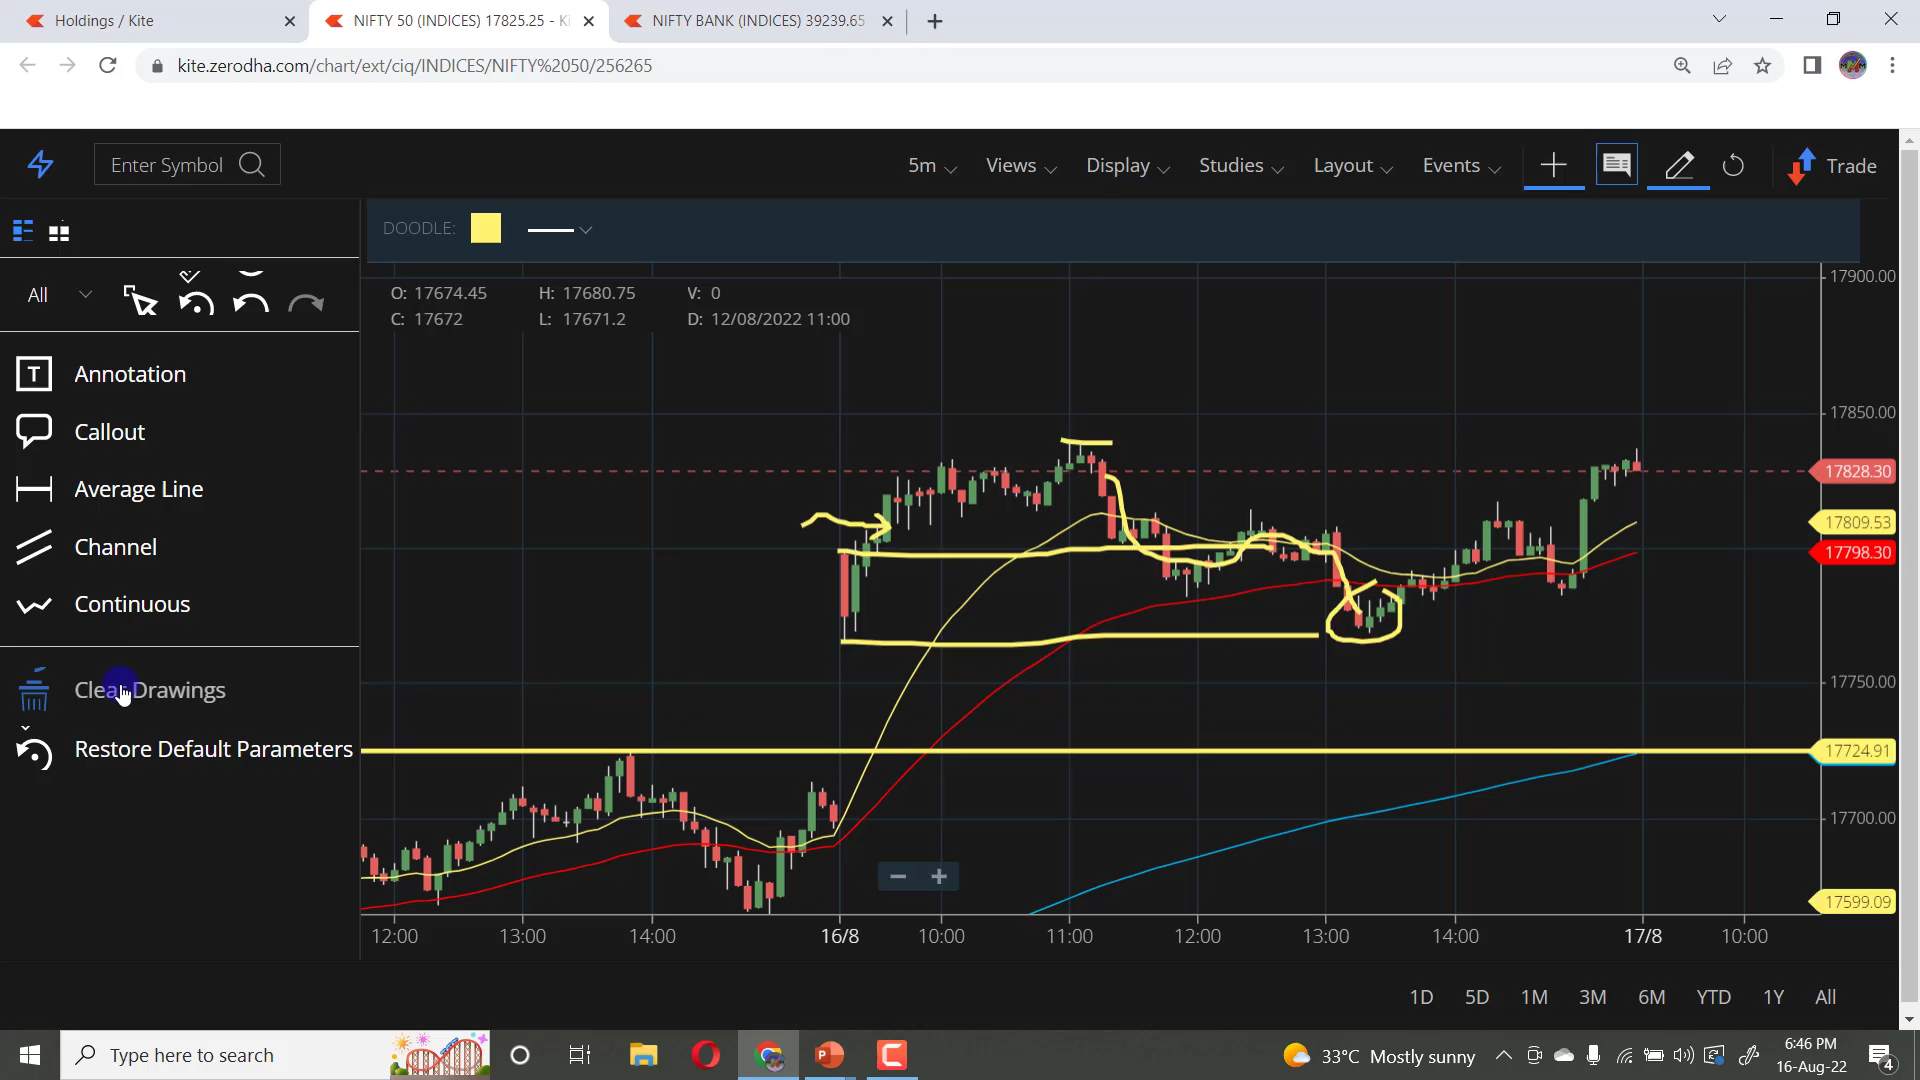 Holdings / Kite
NIFTY 50 (INDICES) 17825.25 - Ki
NIFTY BANK (INDICES) 39239.65
kite.zerodha.com/chart/ext/ciq/INDICES/NIFTY%2050/256265
Enter Symbol
5m
Views
Display
Studies
Layout
Events
Trade
DOODLE:
All
O: 17674.45 H: 17680.75 V: 0
C: 17672 L: 17671.2 D: 12/08/2022 11:00
T Annotation
Callout
Average Line
Channel
Continuous
Clear Drawings
Restore Default Parameters
17900.00
17850.00
17828.30
17809.53
17798.30
17750.00
17724.91
17700.00
17599.09
12:00 13:00 14:00 16/8 10:00 11:00 12:00 13:00 14:00 17/8 10:00
1D 5D 1M 3M 6M YTD 1Y All
Type here to search
33°C Mostly sunny
6:46 PM
16-Aug-22
4